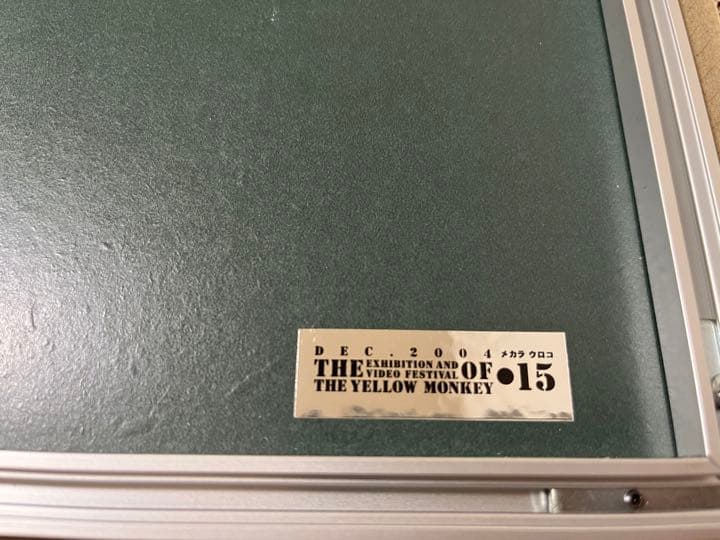 DEC.2004 メカラ ウロコ
THE EXHIBITION AND VIDEO FESTIVAL OF ●15
THE YELLOW MONKEY